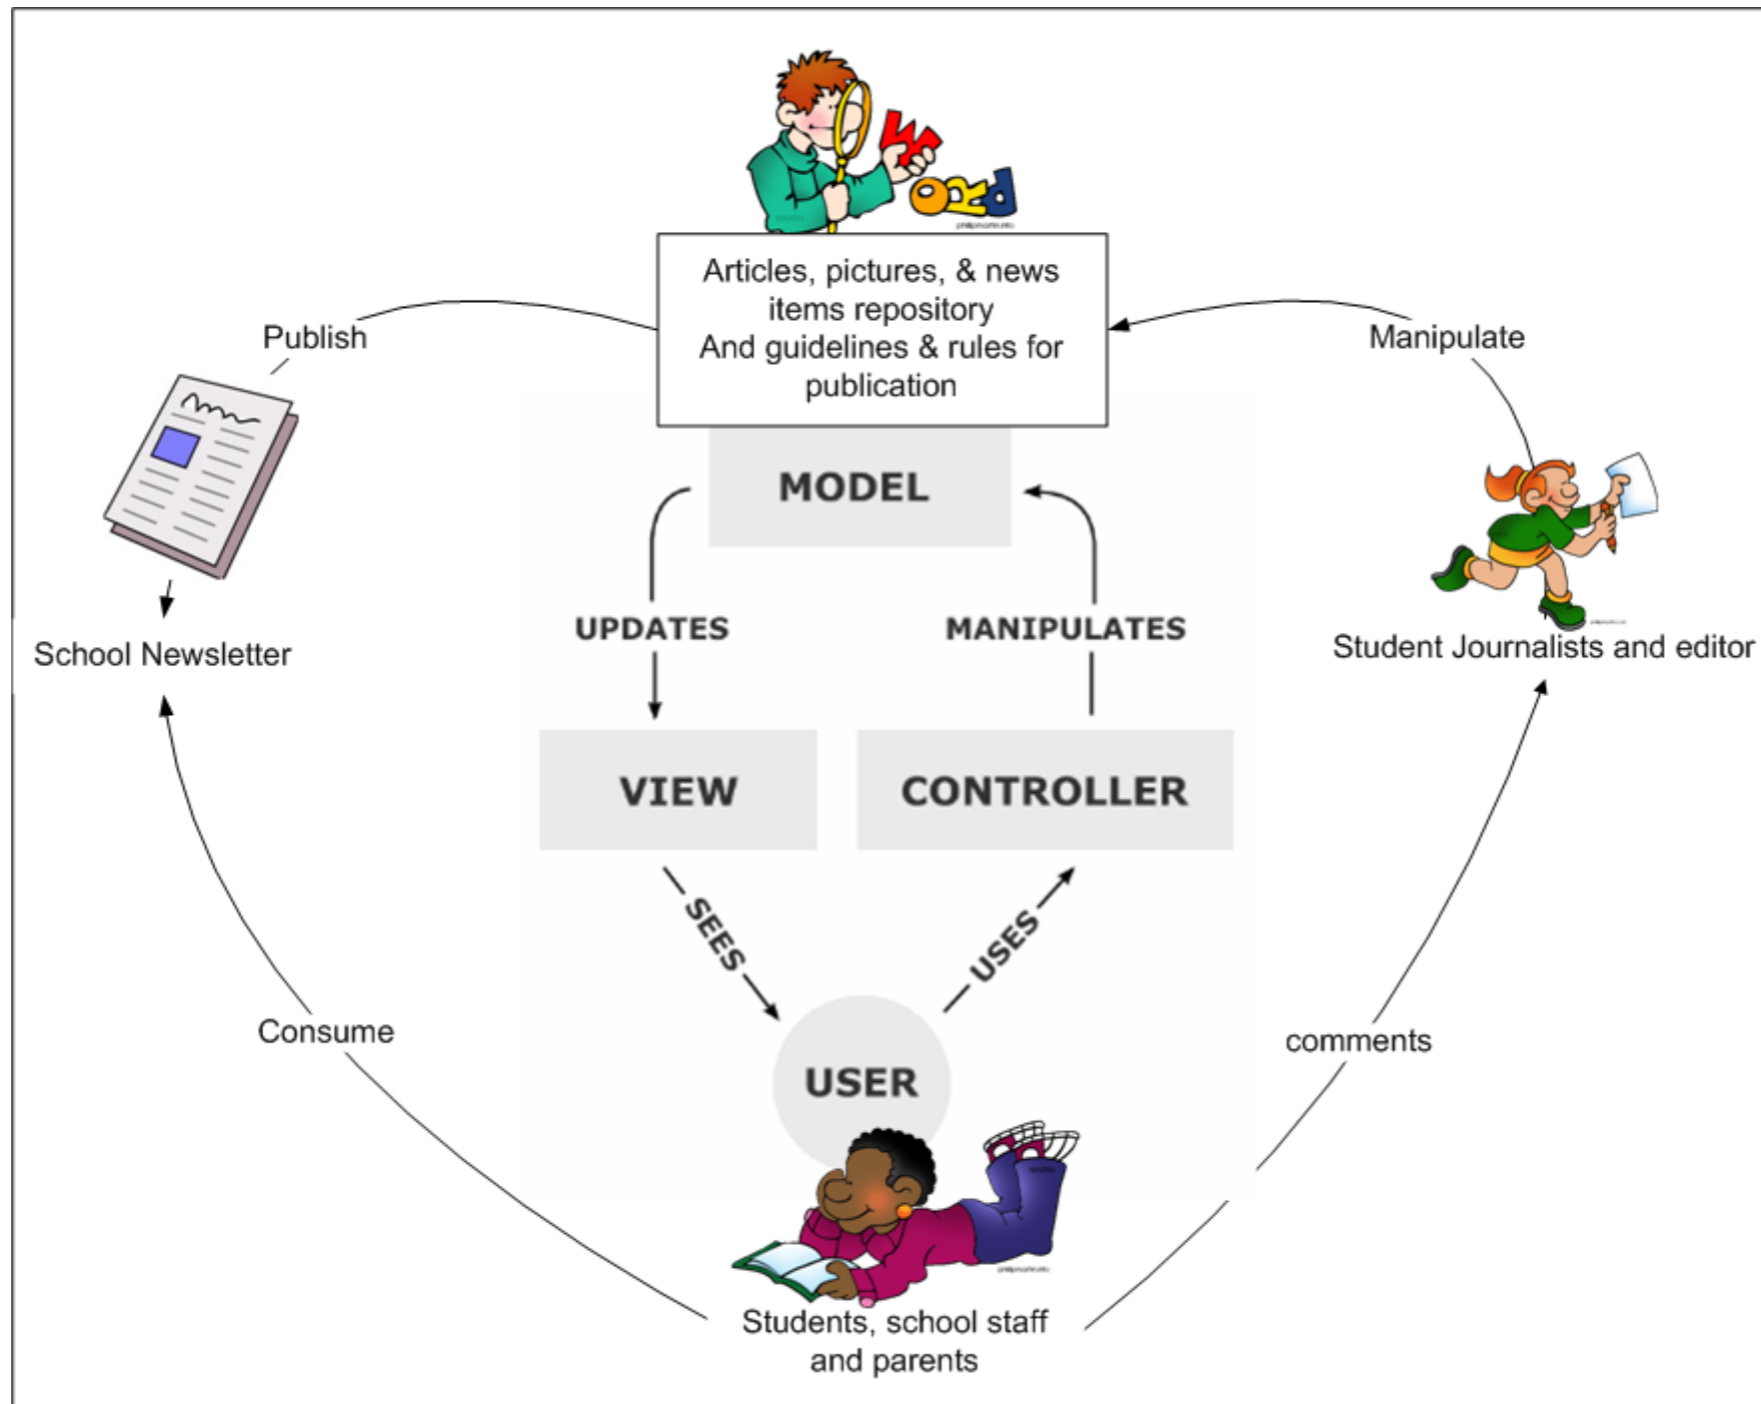 W
ORD
Articles, pictures, & news
items repository
And guidelines & rules for
publication
Publish
Manipulate
MODEL
UPDATES
MANIPULATES
School Newsletter
Student Journalists and editor
VIEW
CONTROLLER
SEES
USES
Consume
comments
USER
Students, school staff
and parents